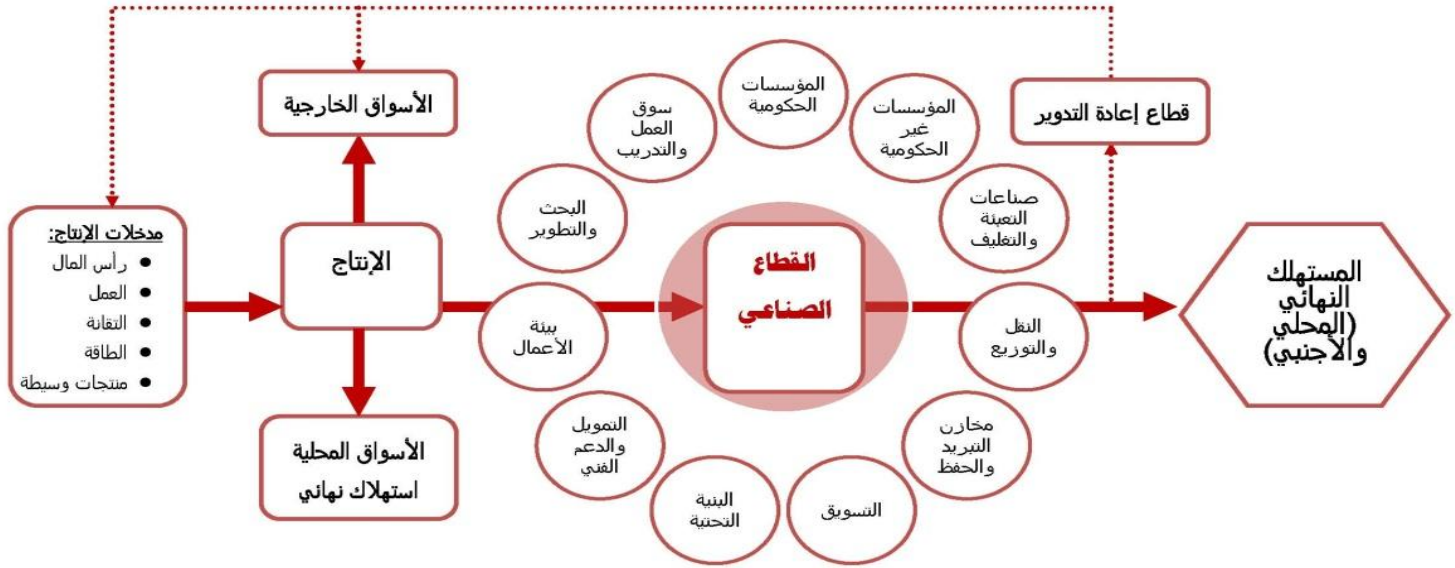 مدخلات الإنتاج:
● رأس المال
● العمل
● التقانة
● الطاقة
● منتجات وسيطة
الأسواق الخارجية
الإنتاج
الأسواق المحلية
استهلاك نهائي
المؤسسات
الحكومية
المؤسسات
غير
الحكومية
صناعات
التعبئة
والتغليف
النقل
والتوزيع
مخازن
التبريد
والحفظ
التسويق
البنية
التحتية
التمويل
والدعم
الفني
بيئة
الأعمال
البحث
والتطوير
سوق
العمل
والتدريب
القطاع
الصناعي
قطاع إعادة التدوير
المستهلك
النهائي
(المحلي
والأجنبي)